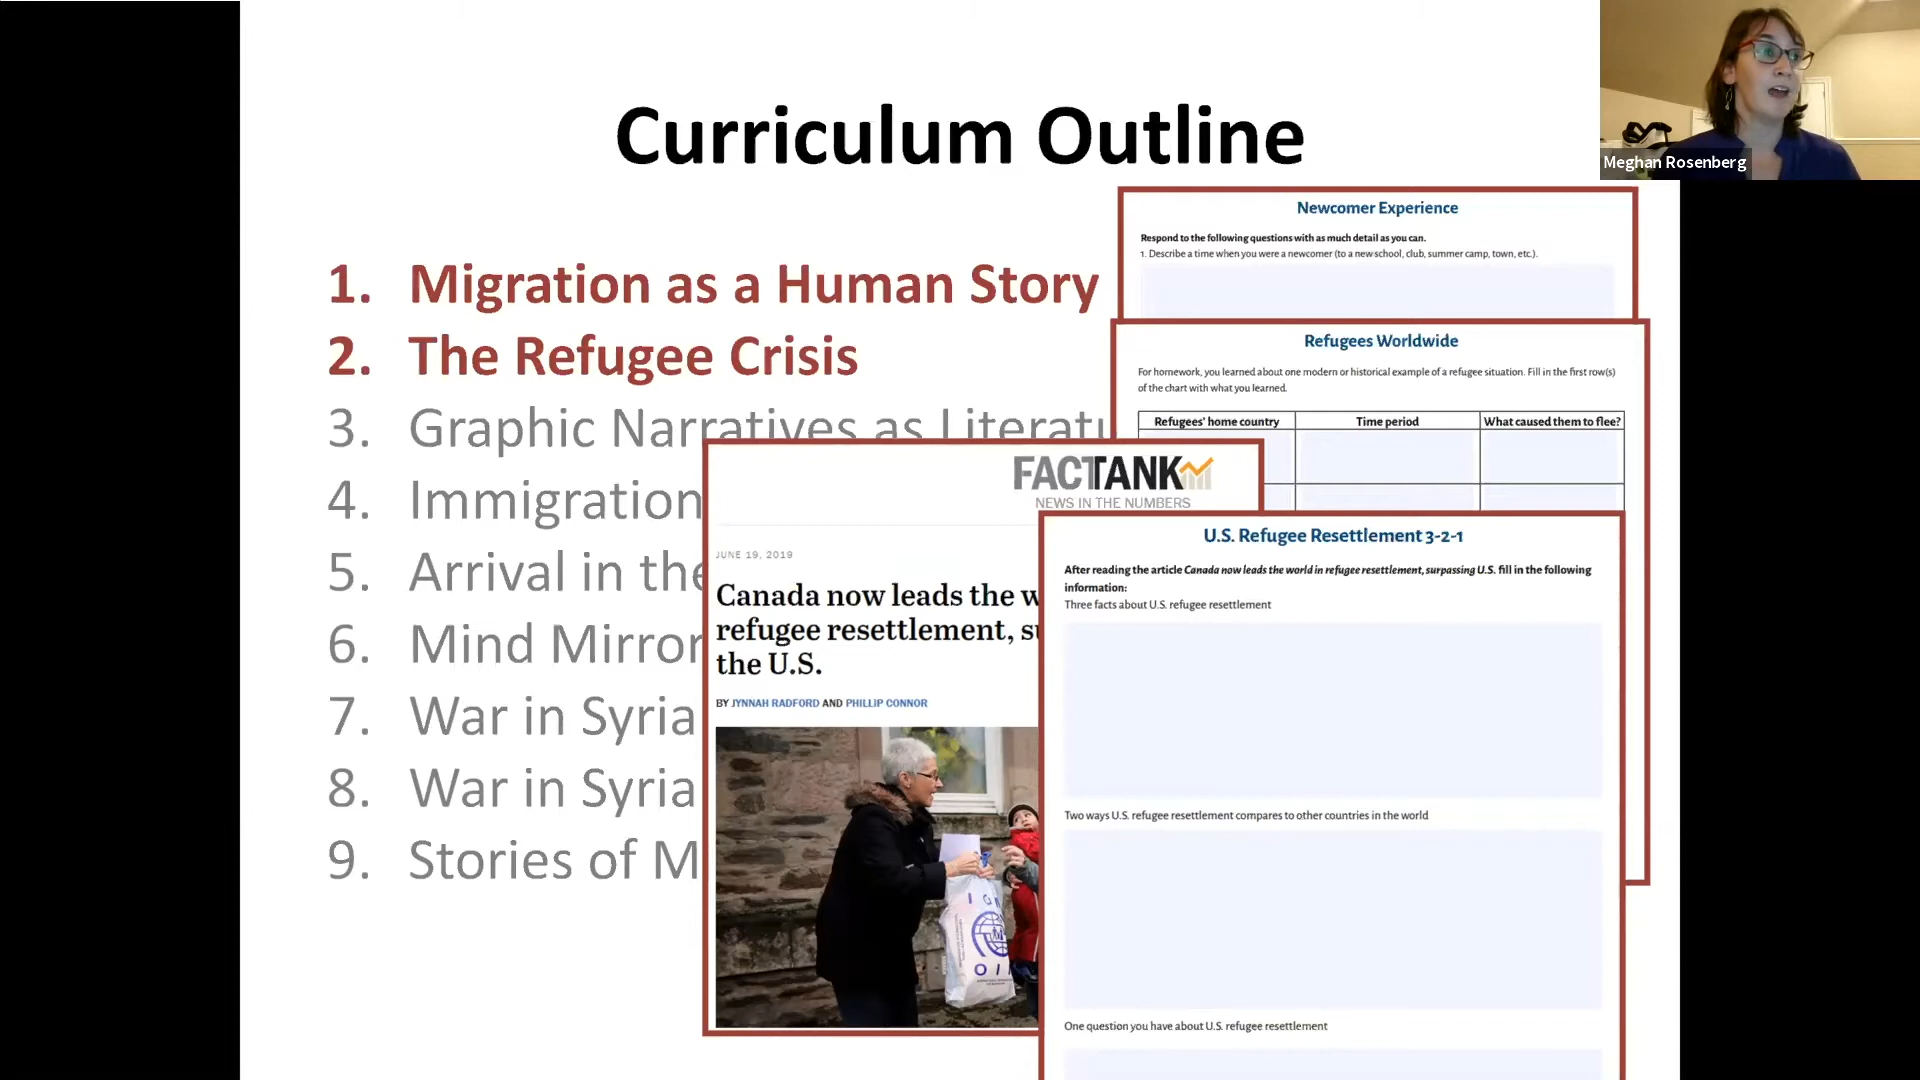 Curriculum Outline
Meghan Rosenberg
1. Migration as a Human Story
2. The Refugee Crisis
3. Graphic Narratives as
4. Immigration
5. Arrival in the
6. Mind Mirror
7. War in Syria
8. War in Syria
9. Stories of
Newcomer Experience
Respond to the following questions with as much detail as you can.
1. Describe a time when you were a newcomer (to a new school, club, summer camp, town, etc.).
Refugees Worldwide
For homework, you learned about one modern or historical example of a refugee situation. Fill in the first row(s)
of the chart with what you learned.
Refugees' home country Time period What caused them to flee?
FACTANK
NEWS IN THE NUMBERS
JUNE 19, 2019
Canada now leads the
refugee resettlement,
the U.S.
BY JYNNAH RADFORD AND PHILLIP CONNOR
OIM
U.S. Refugee Resettlement 3-2-1
After reading the article Canada now leads the world in refugee resettlement, surpassing U.S. fill in the following
information:
Three facts about U.S. refugee resettlement
Two ways U.S. refugee resettlement compares to other countries in the world
One question you have about U.S. refugee resettlement